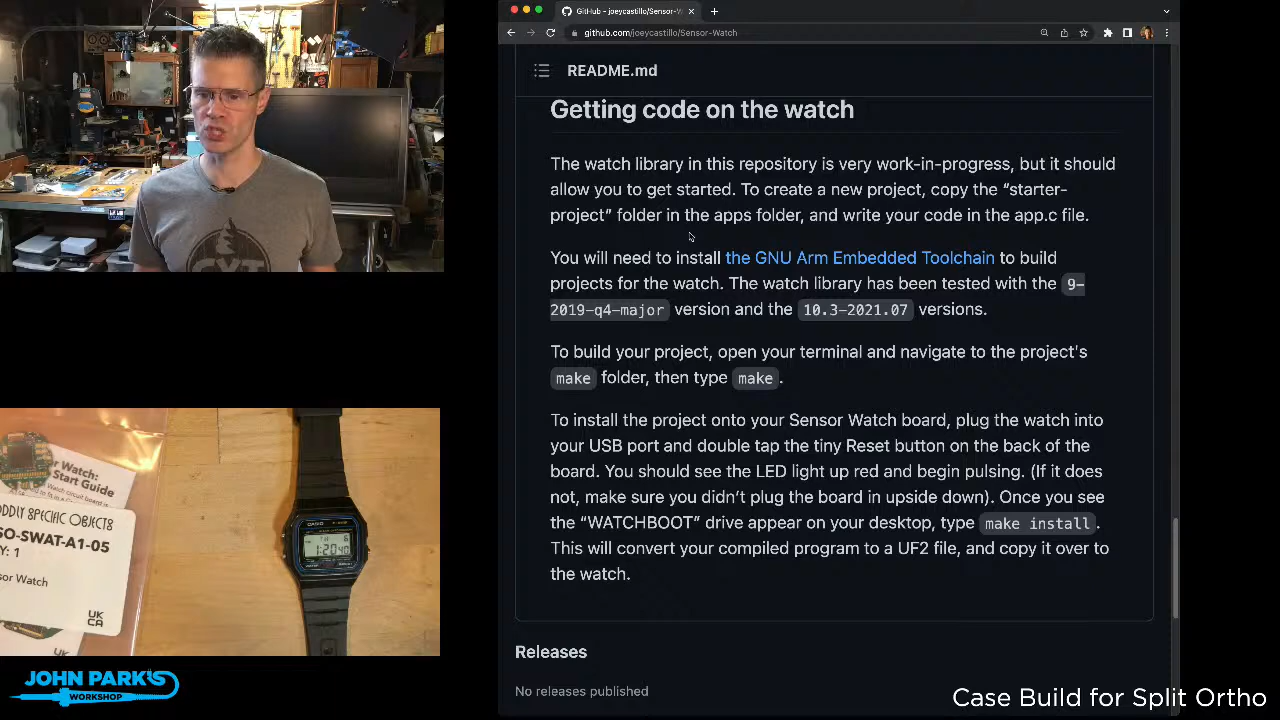 GitHub - joeycastillo/Sensor-W
github.com/joeycastillo/Sensor-Watch
README.md
Getting code on the watch
The watch library in this repository is very work-in-progress, but it should
allow you to get started. To create a new project, copy the “starter-
project” folder in the apps folder, and write your code in the app.c file.
You will need to install the GNU Arm Embedded Toolchain to build
projects for the watch. The watch library has been tested with the 9-
2019-q4-major version and the 10.3-2021.07 versions.
To build your project, open your terminal and navigate to the project's
make folder, then type make.
To install the project onto your Sensor Watch board, plug the watch into
your USB port and double tap the tiny Reset button on the back of the
board. You should see the LED light up red and begin pulsing. (If it does
not, make sure you didn't plug the board in upside down). Once you see
the “WATCHBOOT” drive appear on your desktop, type make install.
This will convert your compiled program to a UF2 file, and copy it over to
the watch.
Releases
No releases published
Watch:
Start Guide
ODDLY SPECIFIC OBJECTS
SO-SWAT-A1-05
Y: 1
sor Watch
UK
CA
UK
CASIO
1:20
JOHN PARK'S
WORKSHOP
Case Build for Split Ortho